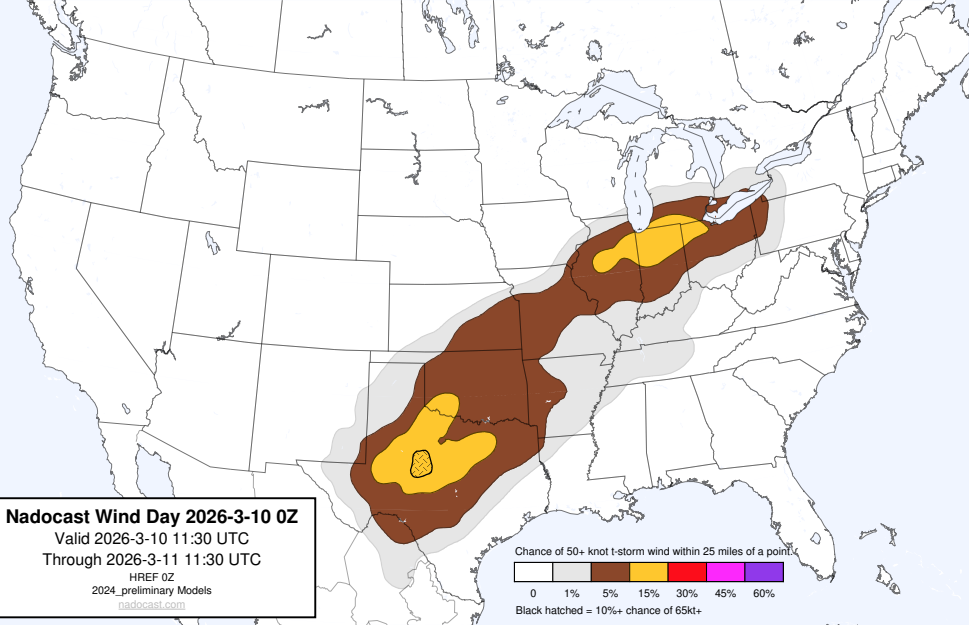 Nadocast Wind Day 2026-3-10 0Z
Valid 2026-3-10 11:30 UTC
Through 2026-3-11 11:30 UTC
HREF 0Z
2024_preliminary Models
nadocast.com
Chance of 50+ knot t-storm wind within 25 miles of a point.
0 1% 5% 15% 30% 45% 60%
Black hatched = 10%+ chance of 65kt+